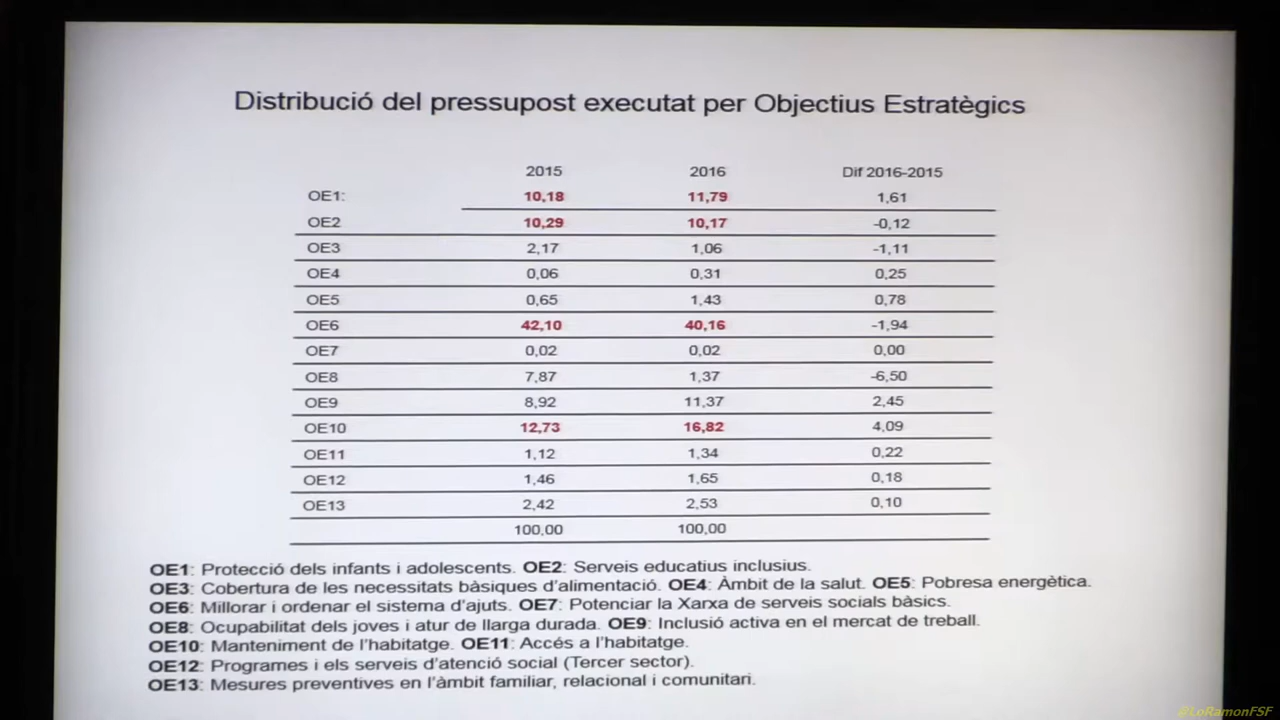 Distribució del pressupost executat per Objectius Estratègics
2015 2016 Dif 2016-2015
OE1: 10,18 11,79 1,61
OE2 10,29 10,17 -0,12
OE3 2,17 1,06 -1,11
OE4 0,06 0,31 0,25
OE5 0,65 1,43 0,78
OE6 42,10 40,16 -1,94
OE7 0,02 0,02 0,00
OE8 7,87 1,37 -6,50
OE9 8,92 11,37 2,45
OE10 12,73 16,82 4,09
OE11 1,12 1,34 0,22
OE12 1,46 1,65 0,18
OE13 2,42 2,53 0,10
100,00 100,00
OE1: Protecció dels infants i adolescents. OE2: Serveis educatius inclusius.
OE3: Cobertura de les necessitats bàsiques d'alimentació. OE4: Àmbit de la salut. OE5: Pobresa energètica.
OE6: Millorar i ordenar el sistema d'ajuts. OE7: Potenciar la Xarxa de serveis socials bàsics.
OE8: Ocupabilitat dels joves i atur de llarga durada. OE9: Inclusió activa en el mercat de treball.
OE10: Manteniment de l'habitatge. OE11: Accés a l'habitatge.
OE12: Programes i els serveis d'atenció social (Tercer sector).
OE13: Mesures preventives en l'àmbit familiar, relacional i comunitari.
@LoRamonFSF